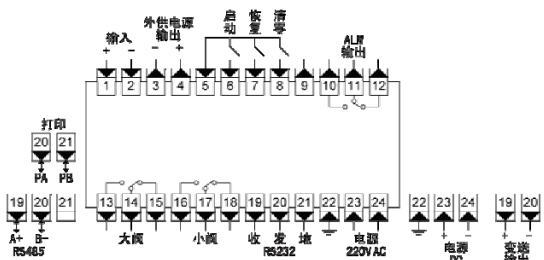 输入
外供电源
输出
启动
恢复
清零
ALM
输出
+ - - +
1 2 3 4 5 6 7 8 9 10 11 12
打印
20 21
PA PB
19 20 21
A+ B-
RS485
13 14 15 16 17 18 19 20 21 22 23 24
大阀 小阀 收 发 地 电源
RS232 220VAC
22 23 24
+ -
电源
DC
19 20
+ -
变送
输出